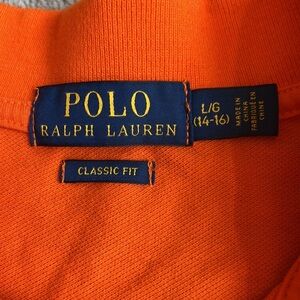 POLO
RALPH LAUREN
L/G
(14-16)
MADE IN
CHINA
FABRIQUÉ EN
CHINE
CLASSIC FIT